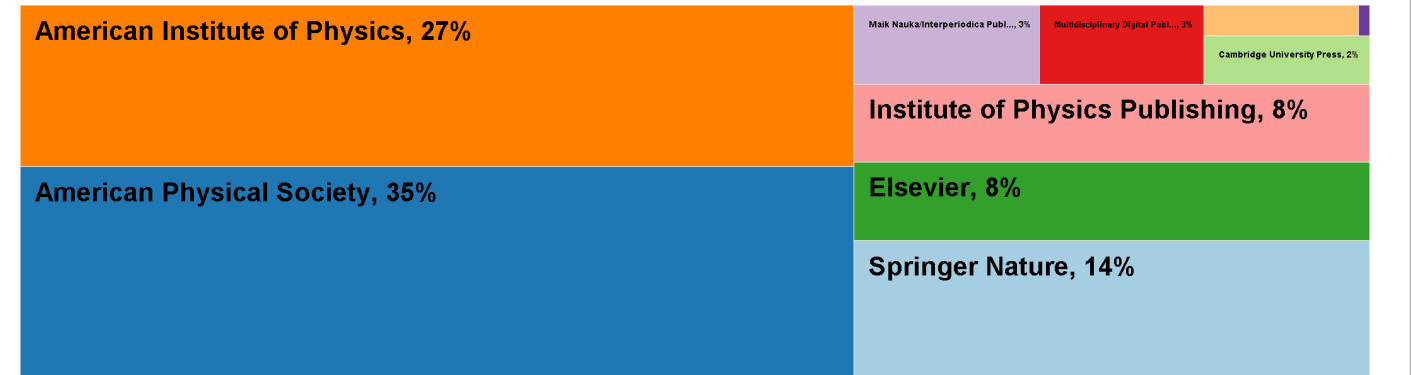 American Institute of Physics, 27%
American Physical Society, 35%
Maik Nauka/Interperiodica Publ..., 3%
Multidisciplinary Digital Publ..., 3%
Cambridge University Press, 2%
Institute of Physics Publishing, 8%
Elsevier, 8%
Springer Nature, 14%